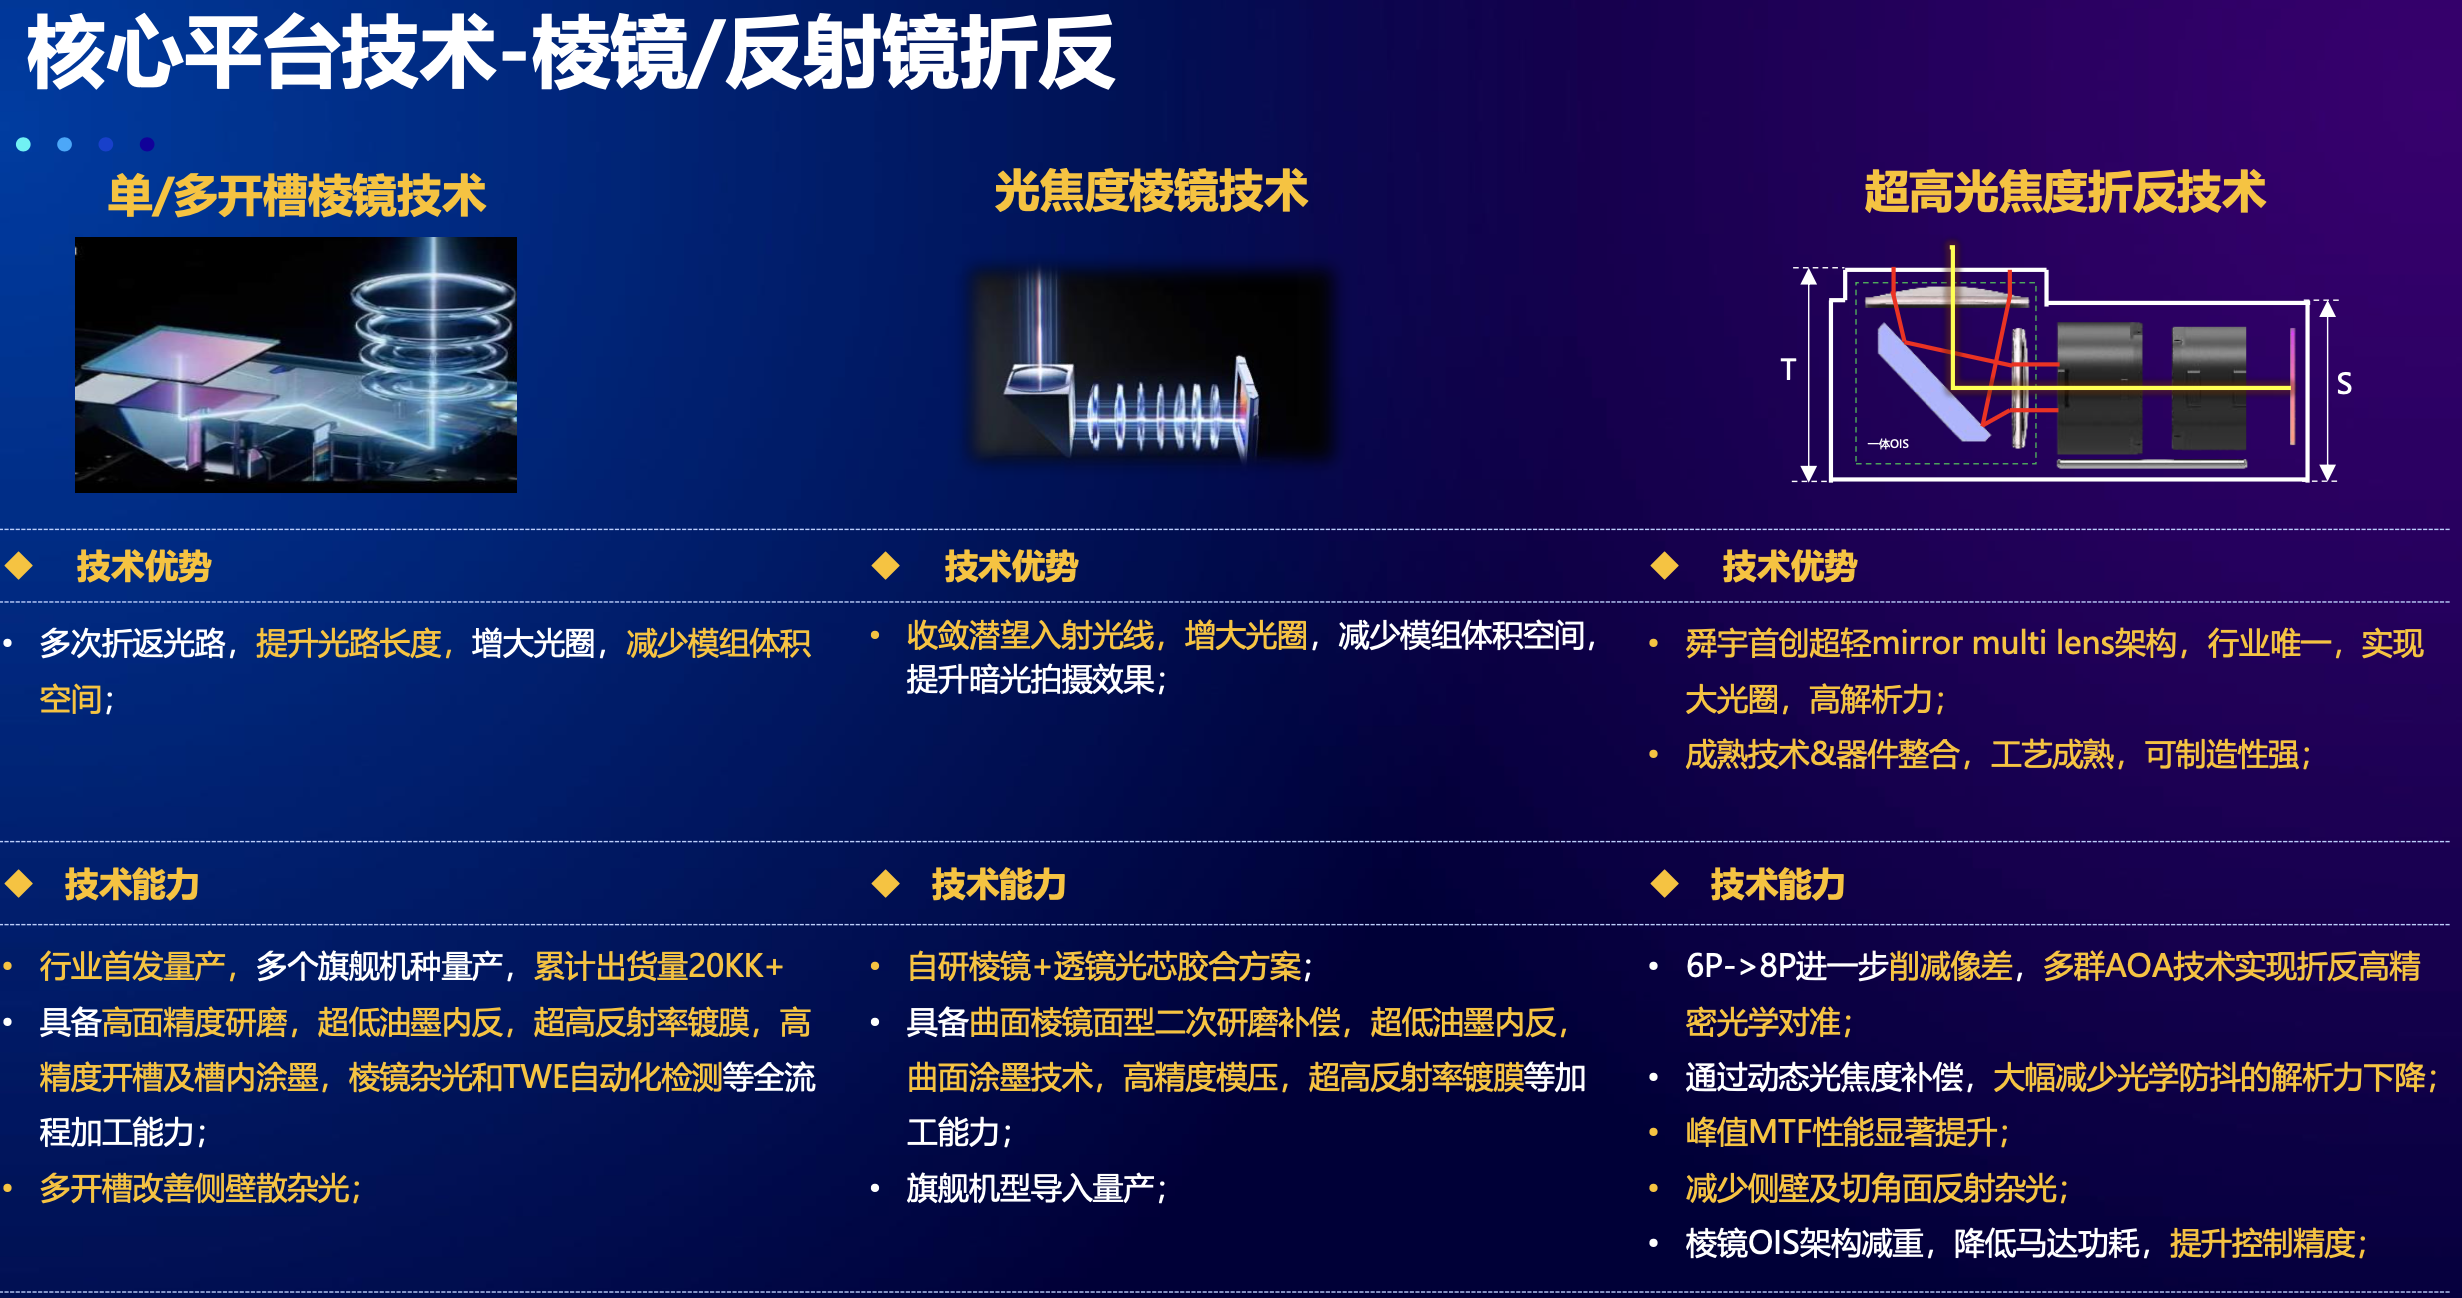 核心平台技术-棱镜/反射镜折反
单/多开槽棱镜技术
光焦度棱镜技术
超高光焦度折反技术
T
S
一体OIS
技术优势
技术优势
技术优势
• 多次折返光路，提升光路长度，增大光圈，减少模组体积
空间；
• 收敛潜望入射光线，增大光圈，减少模组体积空间，
提升暗光拍摄效果；
• 舜宇首创超轻mirror multi lens架构，行业唯一，实现
大光圈，高解析力；
• 成熟技术&器件整合，工艺成熟，可制造性强；
技术能力
技术能力
技术能力
• 行业首发量产，多个旗舰机种量产，累计出货量20KK+
• 具备高面精度研磨，超低油墨内反，超高反射率镀膜，高
精度开槽及槽内涂墨，棱镜杂光和TWE自动化检测等全流
程加工能力；
• 多开槽改善侧壁散杂光；
• 自研棱镜+透镜光芯胶合方案；
• 具备曲面棱镜面型二次研磨补偿，超低油墨内反，
曲面涂墨技术，高精度模压，超高反射率镀膜等加
工能力；
• 旗舰机型导入量产；
• 6P->8P进一步削减像差，多群AOA技术实现折反高精
密光学对准；
• 通过动态光焦度补偿，大幅减少光学防抖的解析力下降；
• 峰值MTF性能显著提升；
• 减少侧壁及切角面反射杂光；
• 棱镜OIS架构减重，降低马达功耗，提升控制精度；